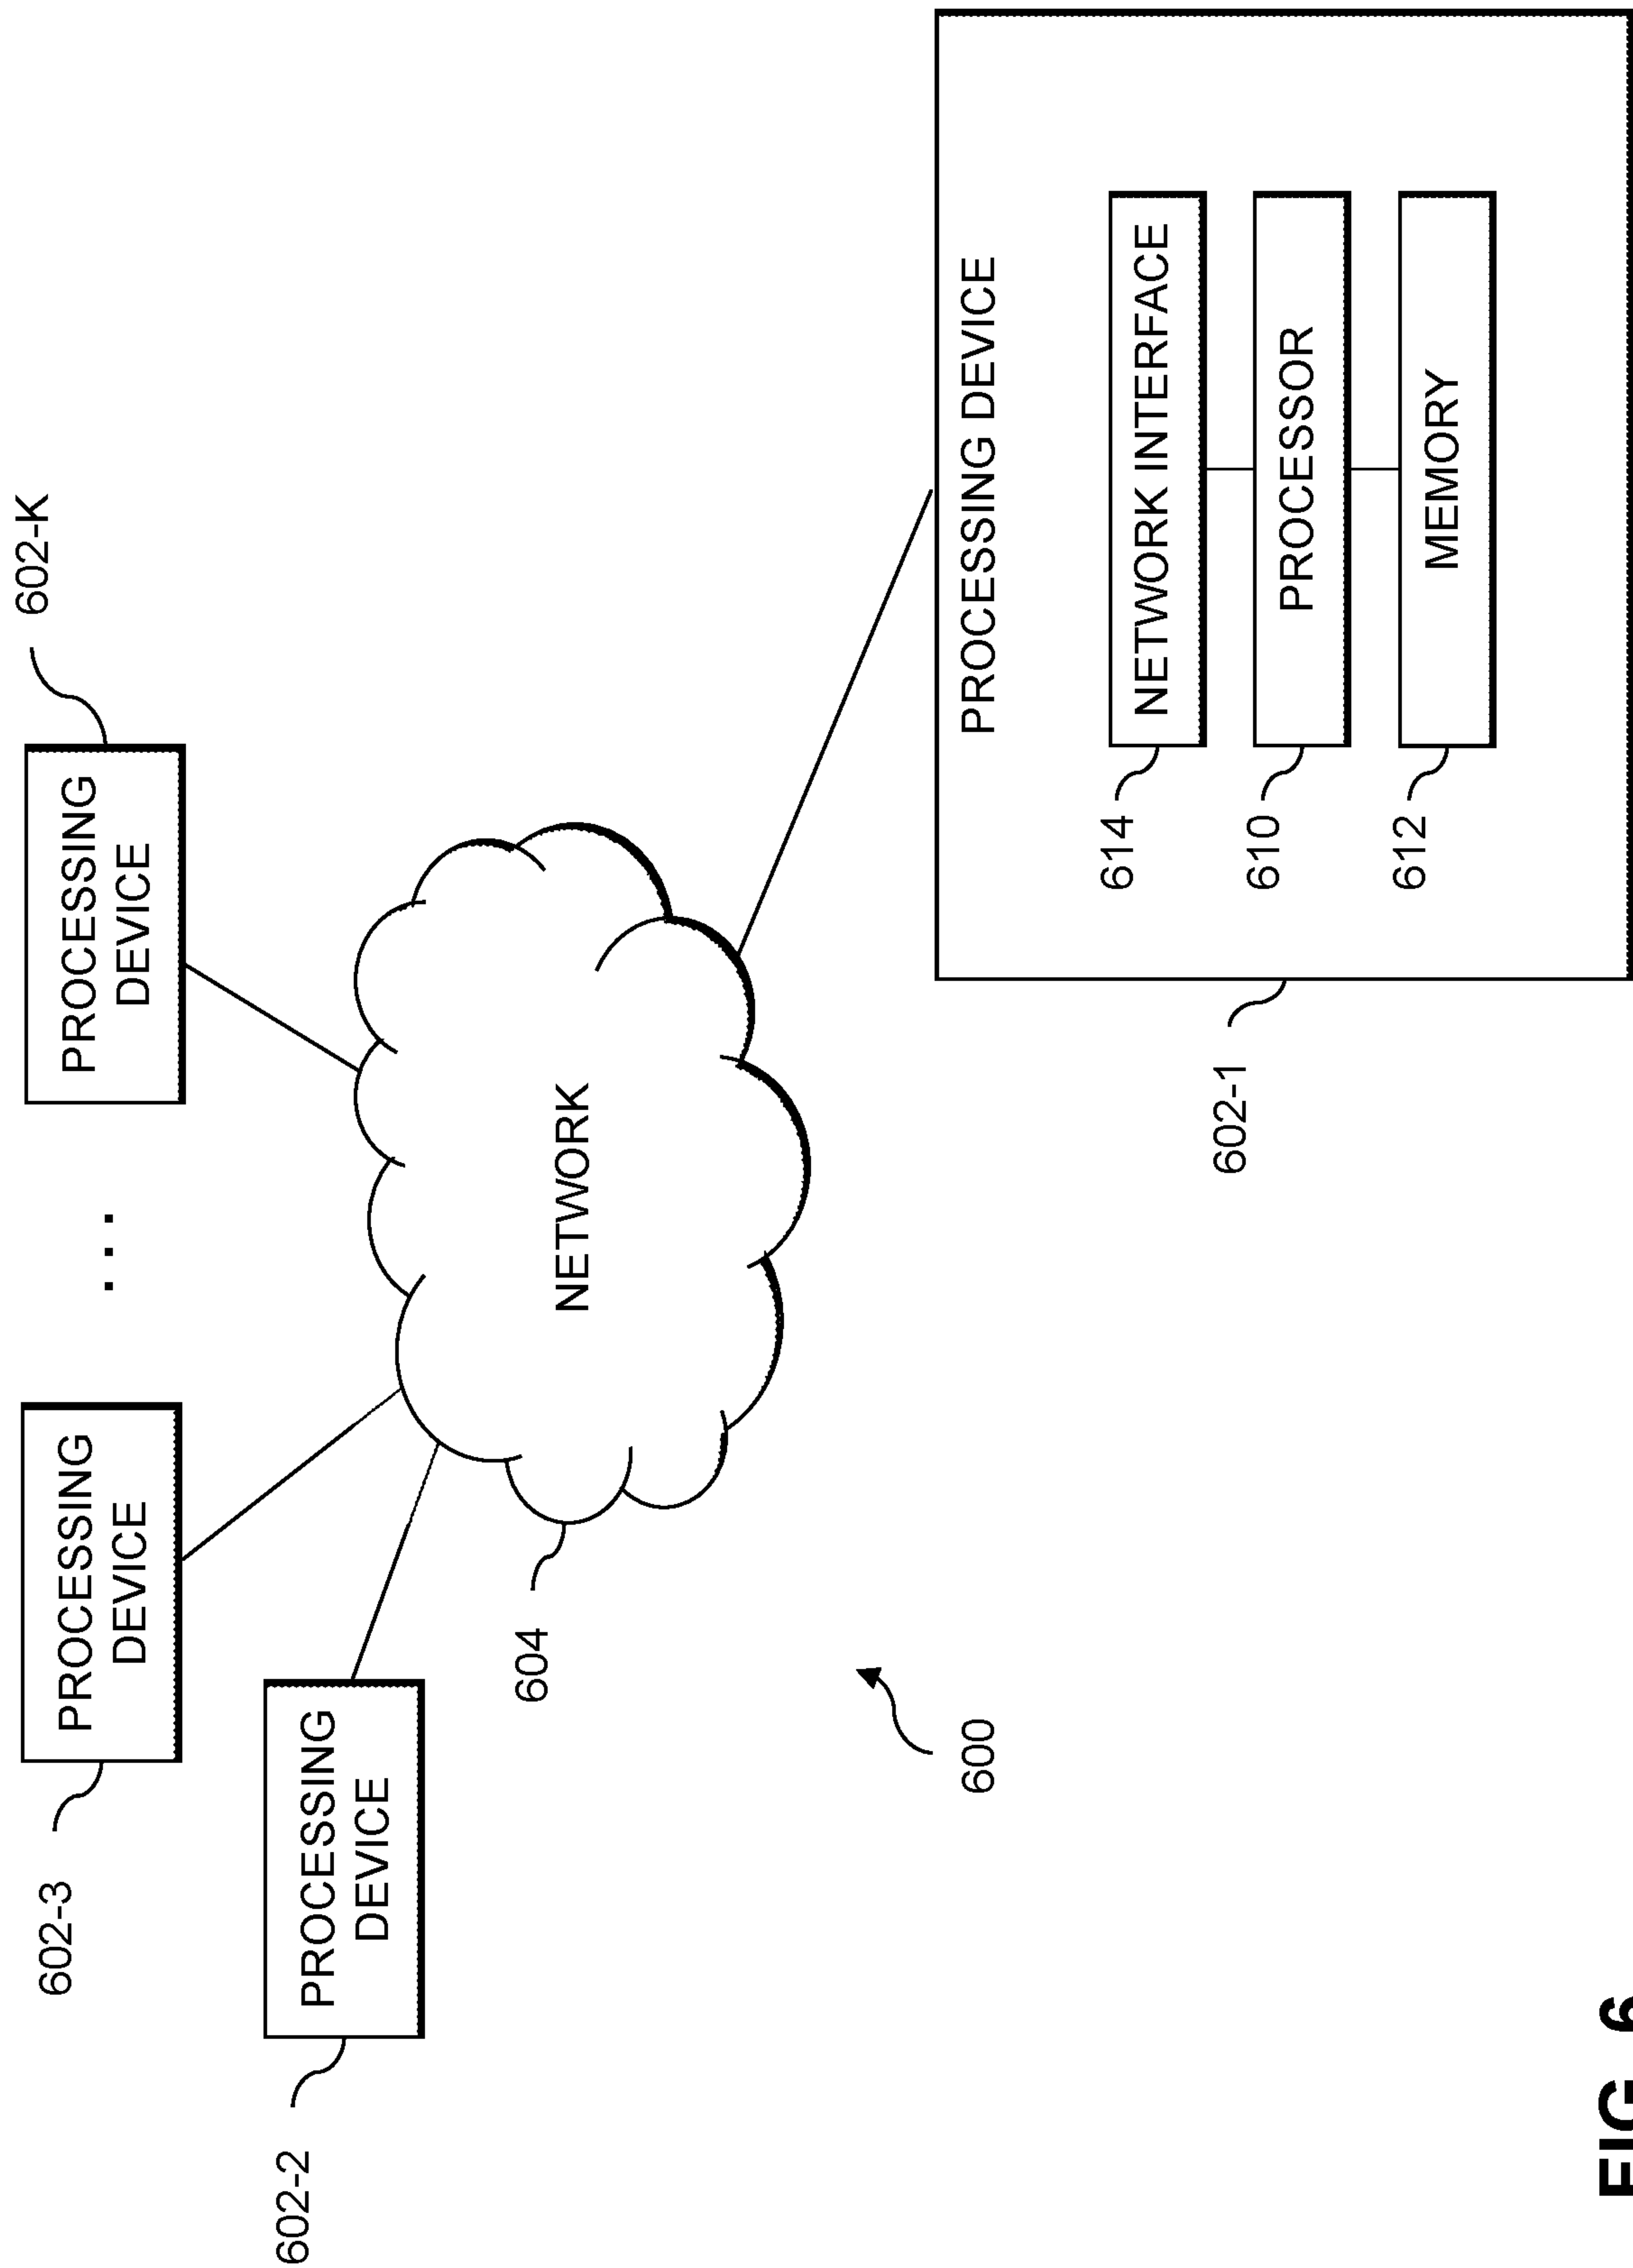 602-2
PROCESSING
DEVICE
602-3
PROCESSING
DEVICE
...
PROCESSING
DEVICE
602-K
604
NETWORK
600
602-1
PROCESSING DEVICE
614
NETWORK INTERFACE
610
PROCESSOR
612
MEMORY
FIG. 6